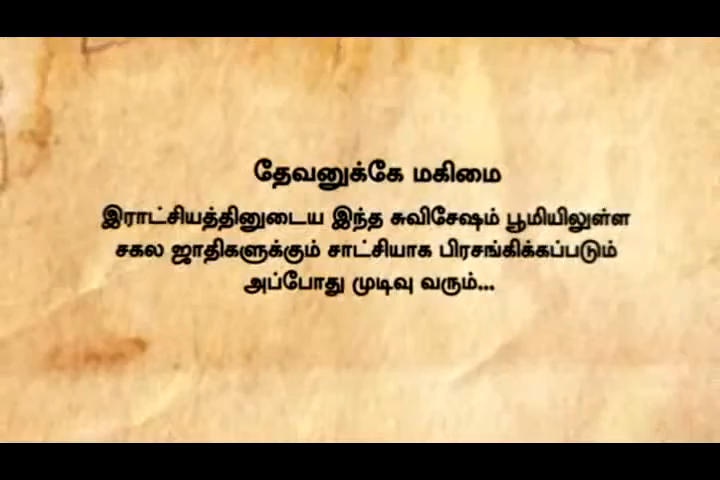 தேவனுக்கே மகிமை
இராட்சியத்தினுடைய இந்த சுவிசேஷம் பூமியிலுள்ள
சகல ஜாதிகளுக்கும் சாட்சியாக பிரசங்கிக்கப்படும்
அப்போது முடிவு வரும்...